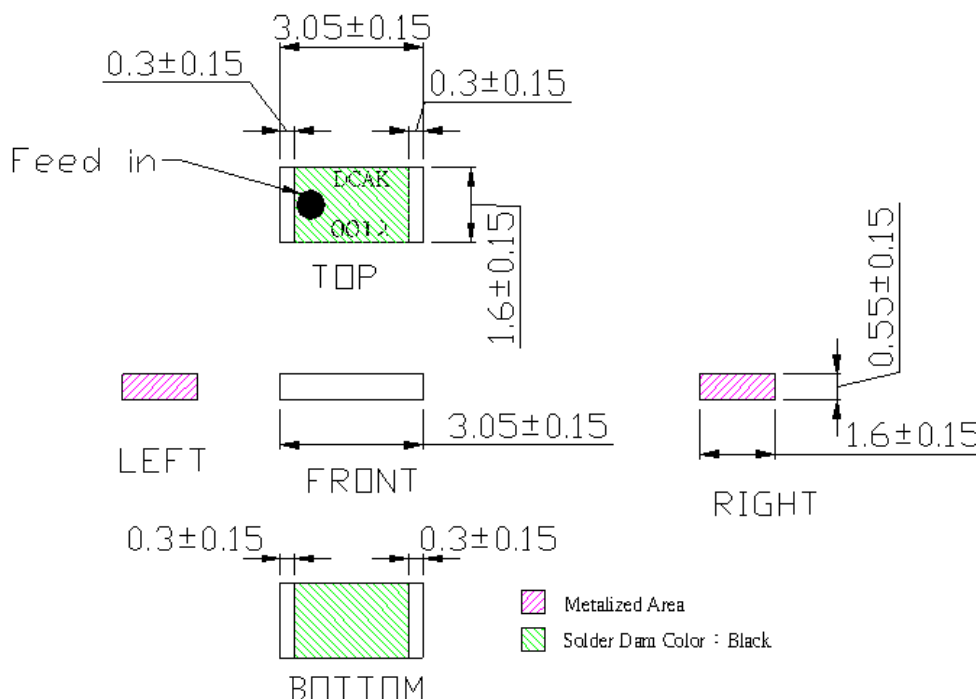 3.05±0.15
0.3±0.15
0.3±0.15
Feed in
DCAK
0012
TOP
1.6±0.15
0.55±0.15
LEFT
3.05±0.15
FRONT
1.6±0.15
RIGHT
0.3±0.15
0.3±0.15
Metalized Area
Solder Dam Color : Black
BOTTOM